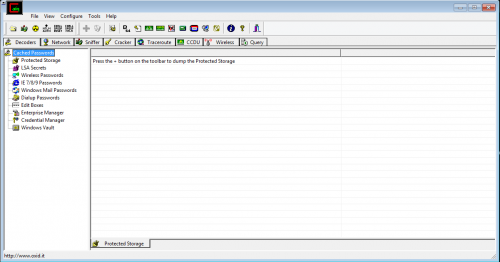 File View Configure Tools Help
Decoders Network Sniffer Cracker Traceroute CCDU Wireless Query
Cached Passwords
Protected Storage
LSA Secrets
Wireless Passwords
IE 7/8/9 Passwords
Windows Mail Passwords
Dialup Passwords
Edit Boxes
Enterprise Manager
Credential Manager
Windows Vault
Press the + button on the toolbar to dump the Protected Storage
Protected Storage
http://www.oxid.it